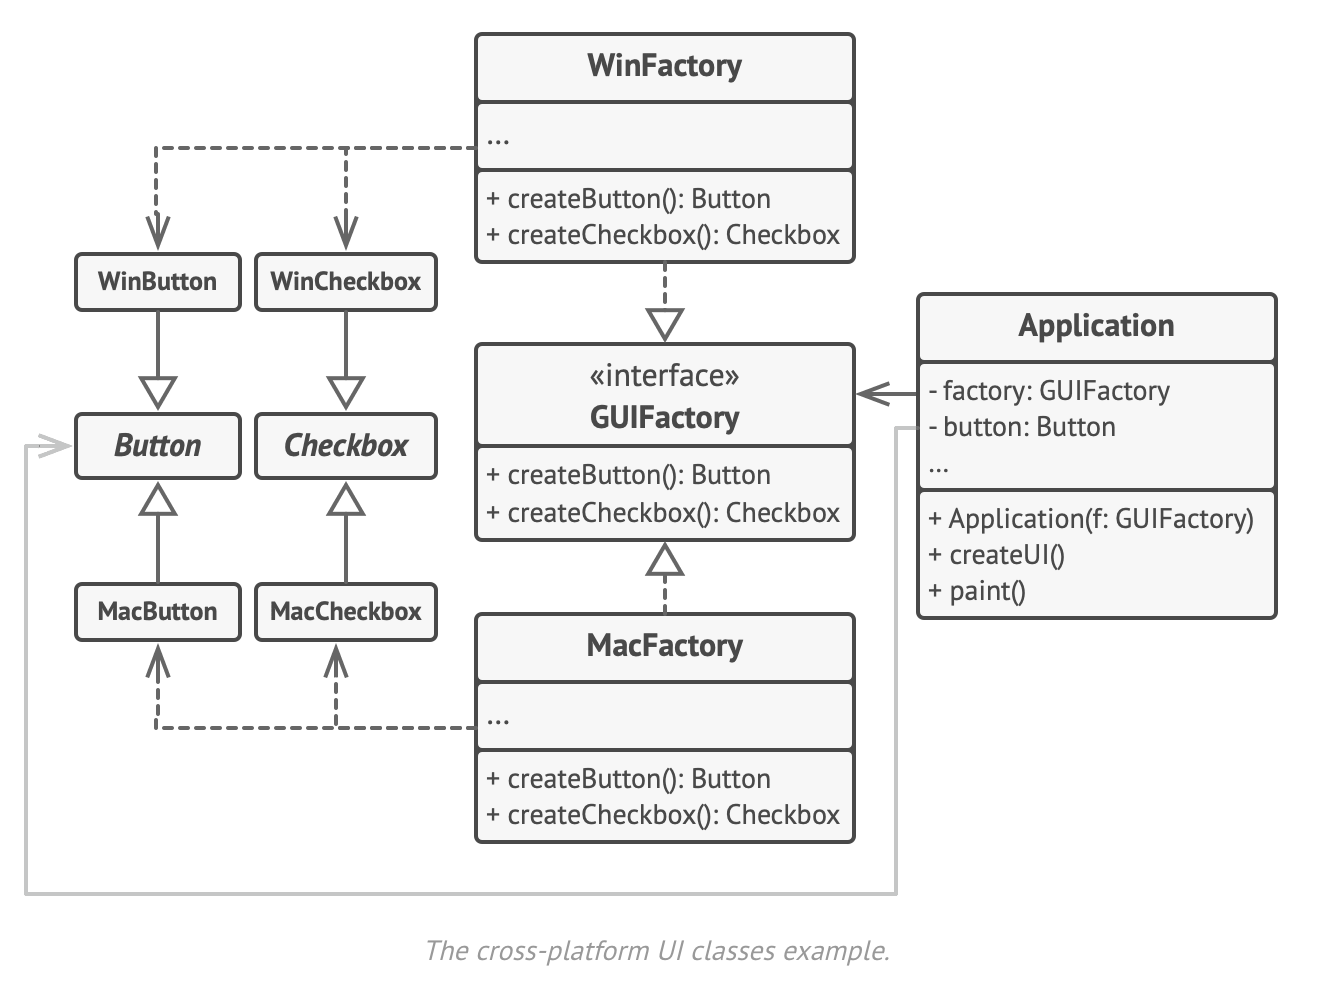 WinFactory
...
+ createButton(): Button
+ createCheckbox(): Checkbox
WinButton
WinCheckbox
Button
Checkbox
MacButton
MacCheckbox
«interface»
GUIFactory
+ createButton(): Button
+ createCheckbox(): Checkbox
Application
- factory: GUIFactory
- button: Button
...
+ Application(f: GUIFactory)
+ createUI()
+ paint()
MacFactory
...
+ createButton(): Button
+ createCheckbox(): Checkbox
The cross-platform UI classes example.